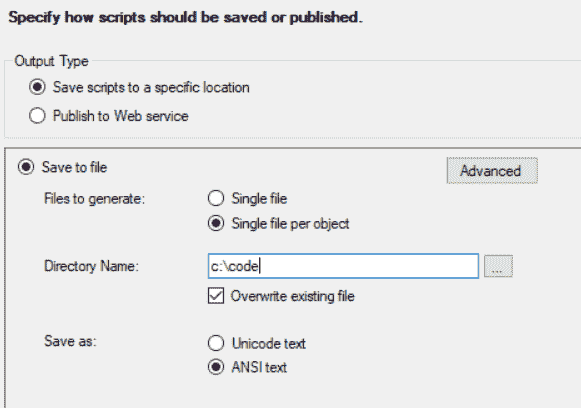 Specify how scripts should be saved or published.
Output Type
Save scripts to a specific location
Publish to Web service
Save to file
Advanced
Files to generate:
Single file
Single file per object
Directory Name:
c:\code
...
Overwrite existing file
Save as:
Unicode text
ANSI text